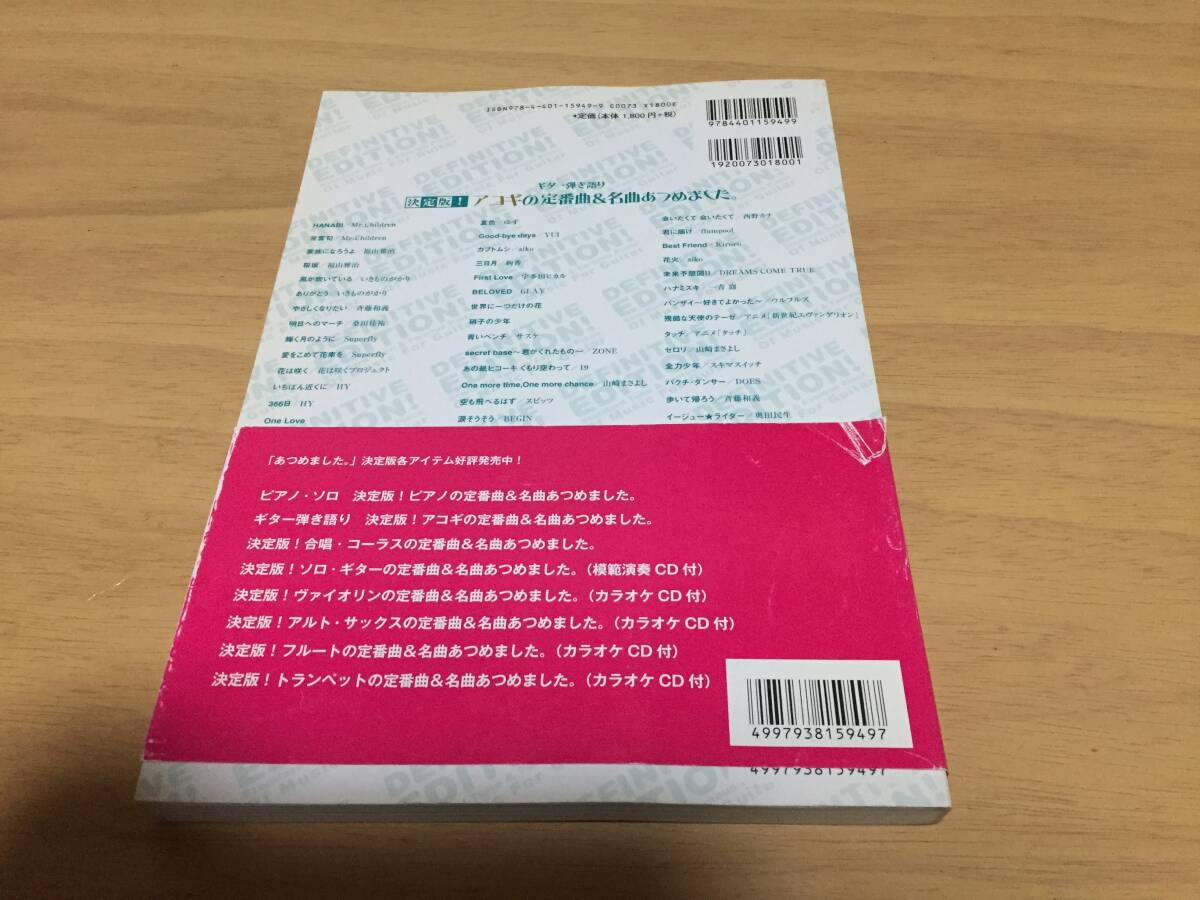 ISBN978-4-401-15949-9 C0073 ¥1800E
*定価(本体 1,800円+税)
9784401159499
1920073018001
ギター弾き語り
決定版! アコギの定番曲&名曲あつめました。
HANABI/Mr.Children
常套句/Mr.Children
家族になろうよ/福山雅治
桜坂/福山雅治
風が吹いている/いきものがかり
ありがとう/いきものがかり
やさしくなりたい/斉藤和義
明日へのマーチ/桑田佳祐
輝く月のように/Superfly
愛をこめて花束を/Superfly
花は咲く/花は咲くプロジェクト
いちばん近くに/HY
366日/HY
One Love
夏色/ゆず
Good-bye days/YUI
カブトムシ/aiko
三日月/絢香
First Love/宇多田ヒカル
BELOVED/GLAY
世界に一つだけの花
硝子の少年
青いベンチ/サスケ
secret base~君がくれたもの~/ZONE
あの紙ヒコーキ くもり空わって/19
One more time,One more chance/山崎まさよし
空も飛べるはず/スピッツ
涙そうそう/BEGIN
会いたくて 会いたくて/西野カナ
君に届け/flumpool
Best Friend/Kiroro
花火/aiko
未来予想図II/DREAMS COME TRUE
ハナミズキ/一青窈
バンザイ~好きでよかった~/ウルフルズ
残酷な天使のテーゼ/アニメ「新世紀エヴァンゲリオン」
タッチ/アニメ「タッチ」
セロリ/山崎まさよし
全力少年/スキマスイッチ
バクチ・ダンサー/DOES
歩いて帰ろう/斉藤和義
イージュー★ライダー/奥田民生
「あつめました。」決定版各アイテム好評発売中!
ピアノ・ソロ 決定版!ピアノの定番曲&名曲あつめました。
ギター弾き語り 決定版!アコギの定番曲&名曲あつめました。
決定版!合唱・コーラスの定番曲&名曲あつめました。
決定版!ソロ・ギターの定番曲&名曲あつめました。(模範演奏CD付)
決定版!ヴァイオリンの定番曲&名曲あつめました。(カラオケCD付)
決定版!アルト・サックスの定番曲&名曲あつめました。(カラオケCD付)
決定版!フルートの定番曲&名曲あつめました。(カラオケCD付)
決定版!トランペットの定番曲&名曲あつめました。(カラオケCD付)
4997938159497
4997938159497
DEFINITIVE EDITION!